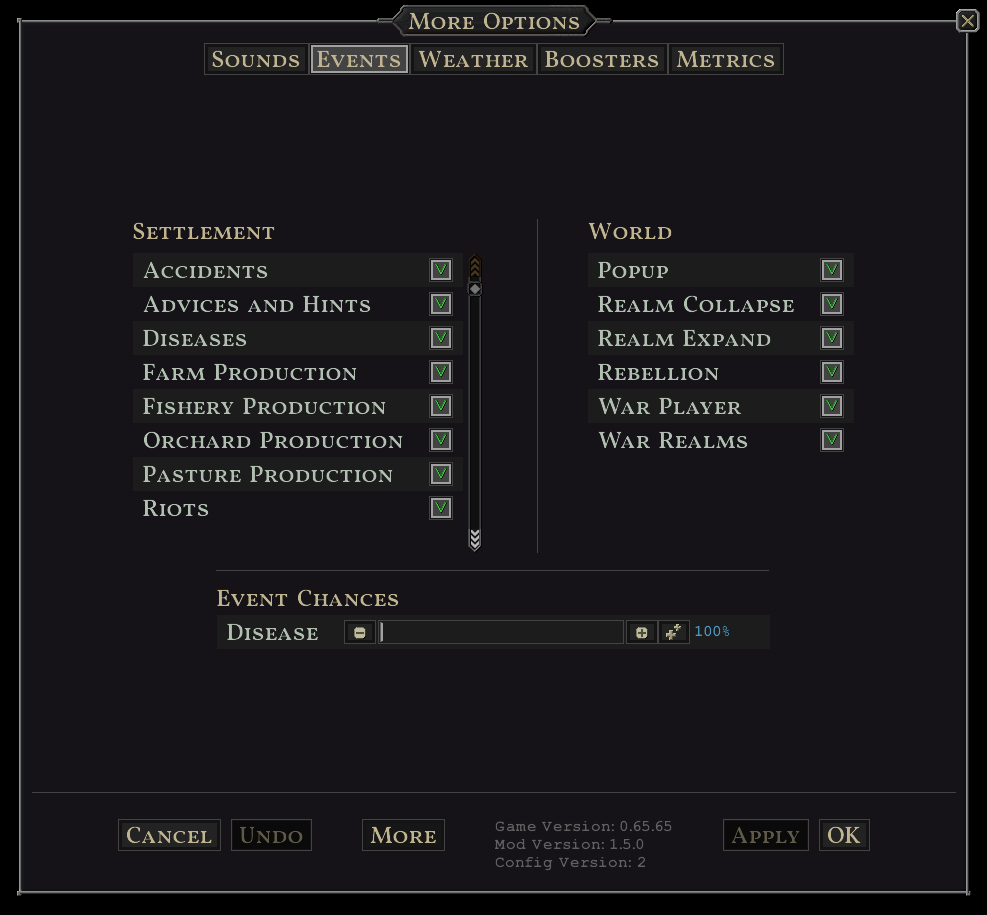 More Options
Sounds Events Weather Boosters Metrics
Settlement
Accidents
Advices and Hints
Diseases
Farm Production
Fishery Production
Orchard Production
Pasture Production
Riots
World
Popup
Realm Collapse
Realm Expand
Rebellion
War Player
War Realms
Event Chances
Disease 100%
Cancel Undo More
Game Version: 0.65.65
Mod Version: 1.5.0
Config Version: 2
Apply OK